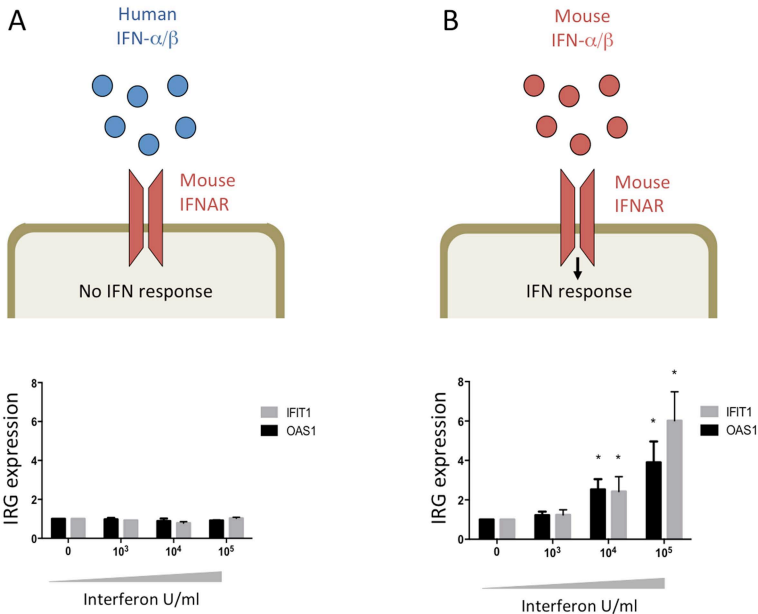 A
Human
IFN-α/β
Mouse
IFNAR
No IFN response
IRG expression
8
6
4
2
0
0
10³
10⁴
10⁵
IFIT1
OAS1
Interferon U/ml
B
Mouse
IFN-α/β
Mouse
IFNAR
IFN response
IRG expression
8
6
4
2
0
0
10³
10⁴
10⁵
* *
* *
IFIT1
OAS1
Interferon U/ml